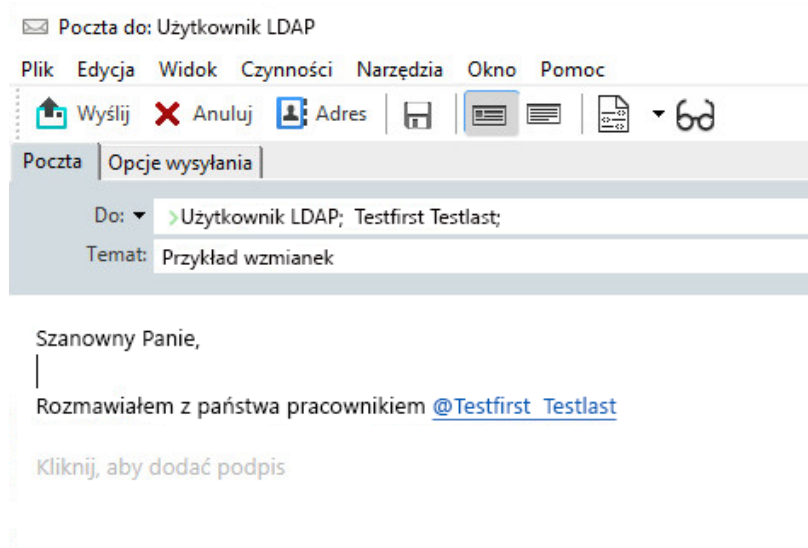 Poczta do: Użytkownik LDAP
Plik Edycja Widok Czynności Narzędzia Okno Pomoc
Wyślij Anuluj Adres
Poczta Opcje wysyłania
Do: >Użytkownik LDAP; Testfirst Testlast;
Temat: Przykład wzmianek
Szanowny Panie,
Rozmawiałem z państwa pracownikiem @Testfirst Testlast
Kliknij, aby dodać podpis